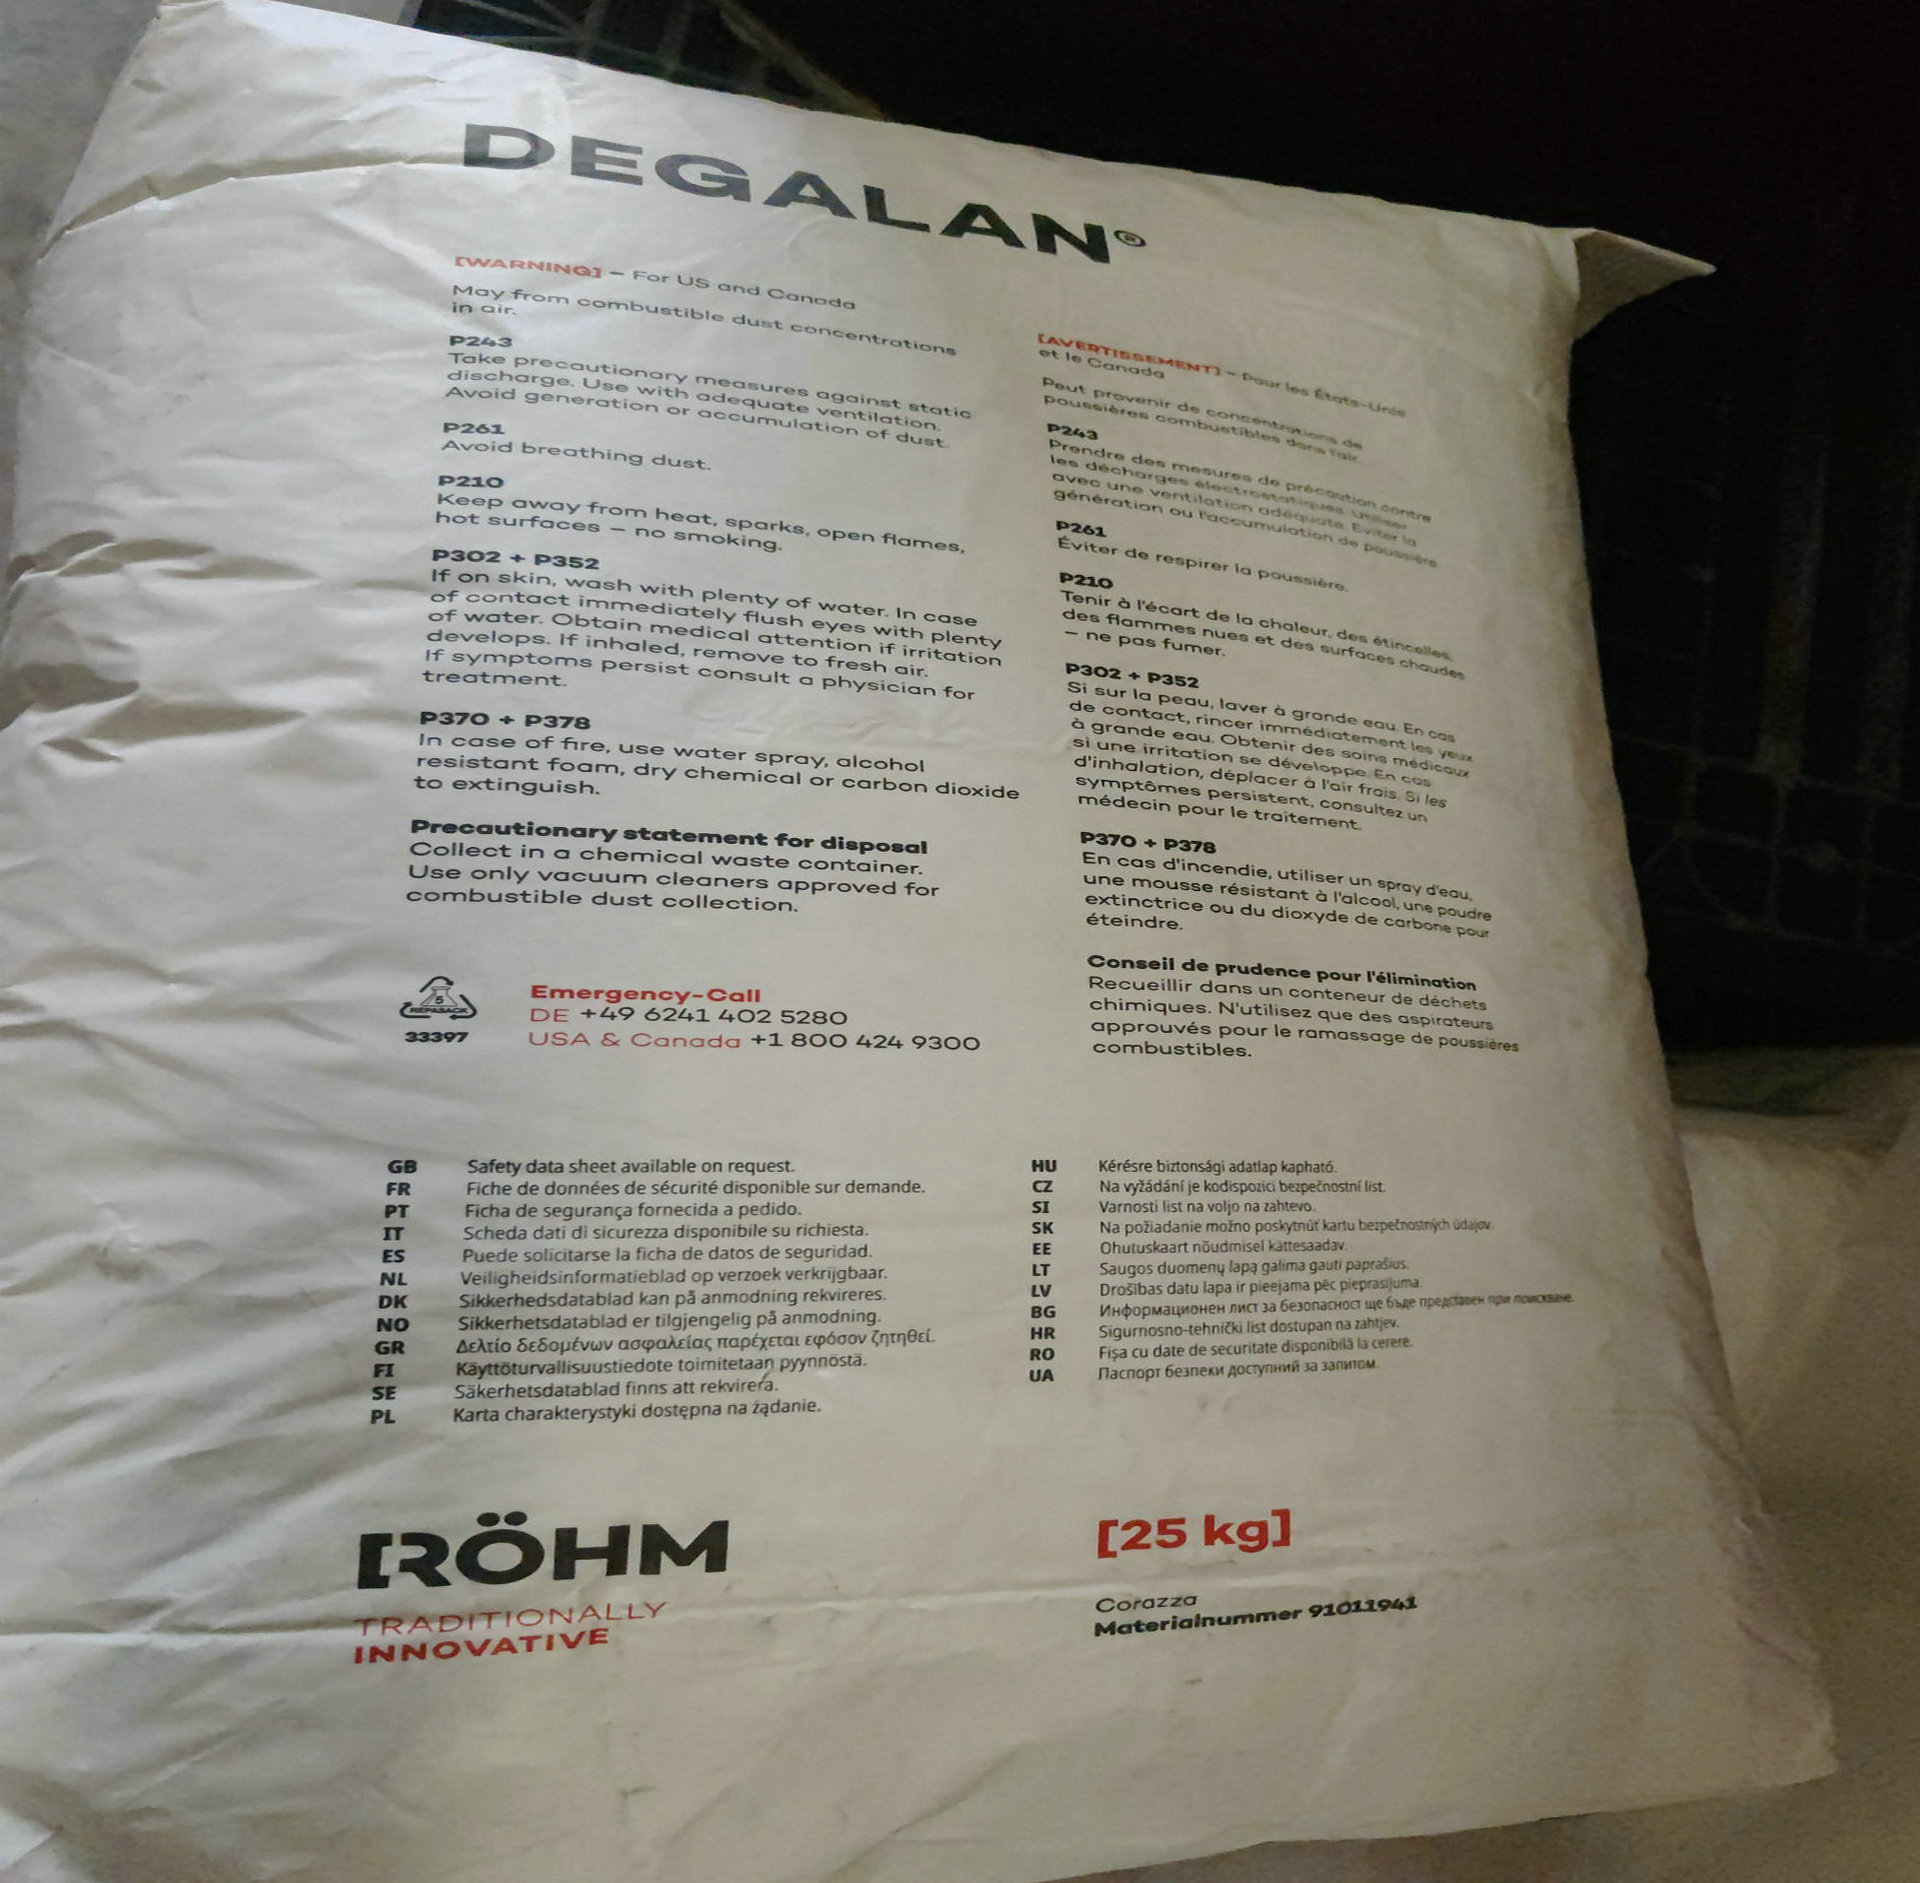 DEGALAN®
[WARNING] – For US and Canada
May from combustible dust concentrations
in air.
P243
Take precautionary measures against static
discharge. Use with adequate ventilation.
Avoid generation or accumulation of dust.
P261
Avoid breathing dust.
P210
Keep away from heat, sparks, open flames,
hot surfaces – no smoking.
P302 + P352
If on skin, wash with plenty of water. In case
of contact immediately flush eyes with plenty
of water. Obtain medical attention if irritation
develops. If inhaled, remove to fresh air.
If symptoms persist consult a physician for
treatment.
P370 + P378
In case of fire, use water spray, alcohol
resistant foam, dry chemical or carbon dioxide
to extinguish.
Precautionary statement for disposal
Collect in a chemical waste container.
Use only vacuum cleaners approved for
combustible dust collection.
[AVERTISSEMENT] – Pour les États-Unis
et le Canada
Peut provenir de concentrations de
poussières combustibles dans l'air.
P243
Prendre des mesures de précaution contre
les décharges électrostatiques. Utiliser
avec une ventilation adéquate. Éviter la
génération ou l'accumulation de poussière
P261
Éviter de respirer la poussière.
P210
Tenir à l'écart de la chaleur, des étincelles,
des flammes nues et des surfaces chaudes
– ne pas fumer.
P302 + P352
Si sur la peau, laver à grande eau. En cas
de contact, rincer immédiatement les yeux
à grande eau. Obtenir des soins médicaux
si une irritation se développe. En cas
d'inhalation, déplacer à l'air frais. Si les
symptômes persistent, consultez un
médecin pour le traitement.
P370 + P378
En cas d'incendie, utiliser un spray d'eau,
une mousse résistant à l'alcool, une poudre
extinctrice ou du dioxyde de carbone pour
éteindre.
Conseil de prudence pour l'élimination
Recueillir dans un conteneur de déchets
chimiques. N'utilisez que des aspirateurs
approuvés pour le ramassage de poussières
combustibles.
5
REPASACK
33397
Emergency-Call
DE +49 6241 402 5280
USA & Canada +1 800 424 9300
GB Safety data sheet available on request.
FR Fiche de données de sécurité disponible sur demande.
PT Ficha de segurança fornecida a pedido.
IT Scheda dati di sicurezza disponibile su richiesta.
ES Puede solicitarse la ficha de datos de seguridad.
NL Veiligheidsinformatieblad op verzoek verkrijgbaar.
DK Sikkerhedsdatablad kan på anmodning rekvireres.
NO Sikkerhetsdatablad er tilgjengelig på anmodning.
GR Δελτίο δεδομένων ασφαλείας παρέχεται εφόσον ζητηθεί.
FI Käyttöturvallisuustiedote toimitetaan pyynnöstä.
SE Säkerhetsdatablad finns att rekvirera.
PL Karta charakterystyki dostępna na żądanie.
HU Kérésre biztonsági adatlap kapható.
CZ Na vyžádání je kodispozici bezpečnostní list.
SI Varnosti list na voljo na zahtevo.
SK Na požiadanie možno poskytnúť kartu bezpečnostných údajov.
EE Ohutuskaart nõudmisel kättesaadav.
LT Saugos duomenų lapą galima gauti paprašius.
LV Drošības datu lapa ir pieejama pēc pieprasījuma.
BG Информационен лист за безопасност ще бъде представен при поискване.
HR Sigurnosno-tehnički list dostupan na zahtjev.
RO Fișa cu date de securitate disponibilă la cerere.
UA Паспорт безпеки доступний за запитом.
RÖHM
TRADITIONALLY
INNOVATIVE
[25 kg]
Corazza
Materialnummer 91011941